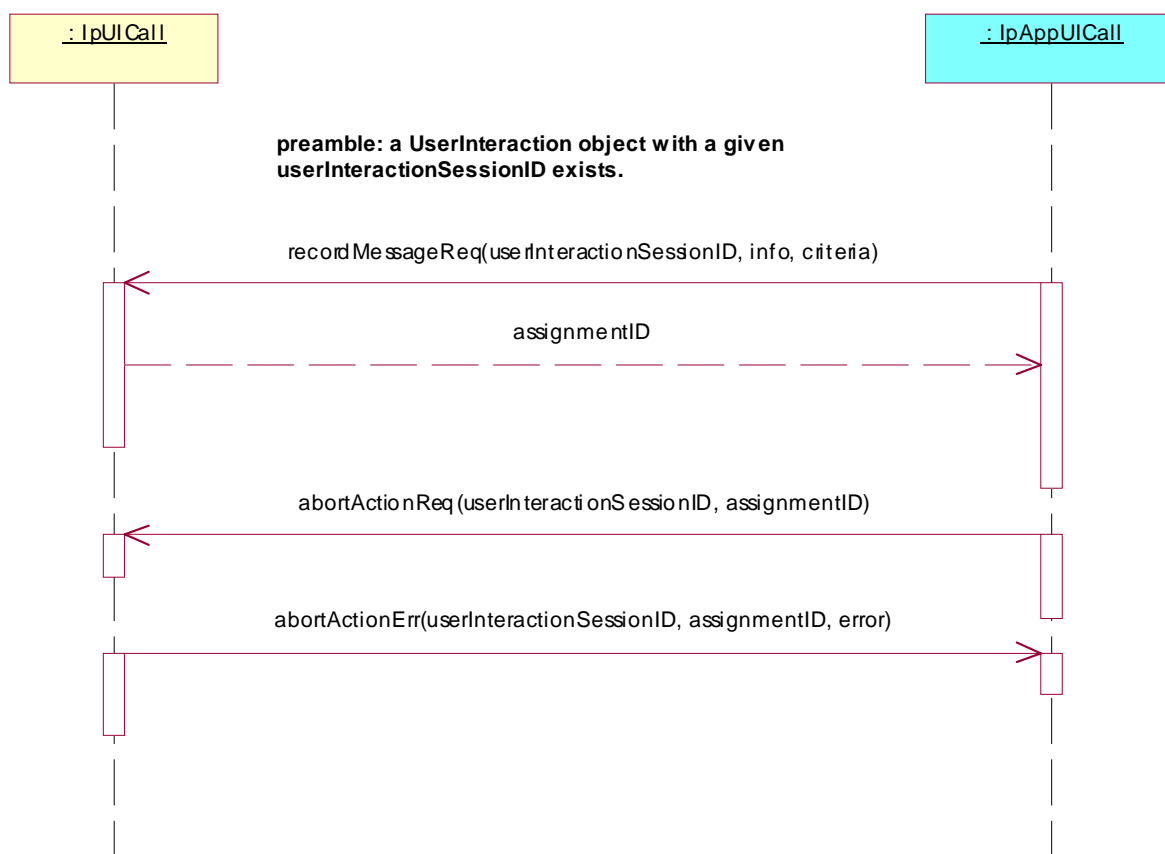 : IpUICall
: IpAppUICall
preamble: a UserInteraction object with a given
userInteractionSessionID exists.
recordMessageReq(userInteractionSessionID, info, criteria)
assignmentID
abortActionReq(userInteractionSessionID, assignmentID)
abortActionErr(userInteractionSessionID, assignmentID, error)